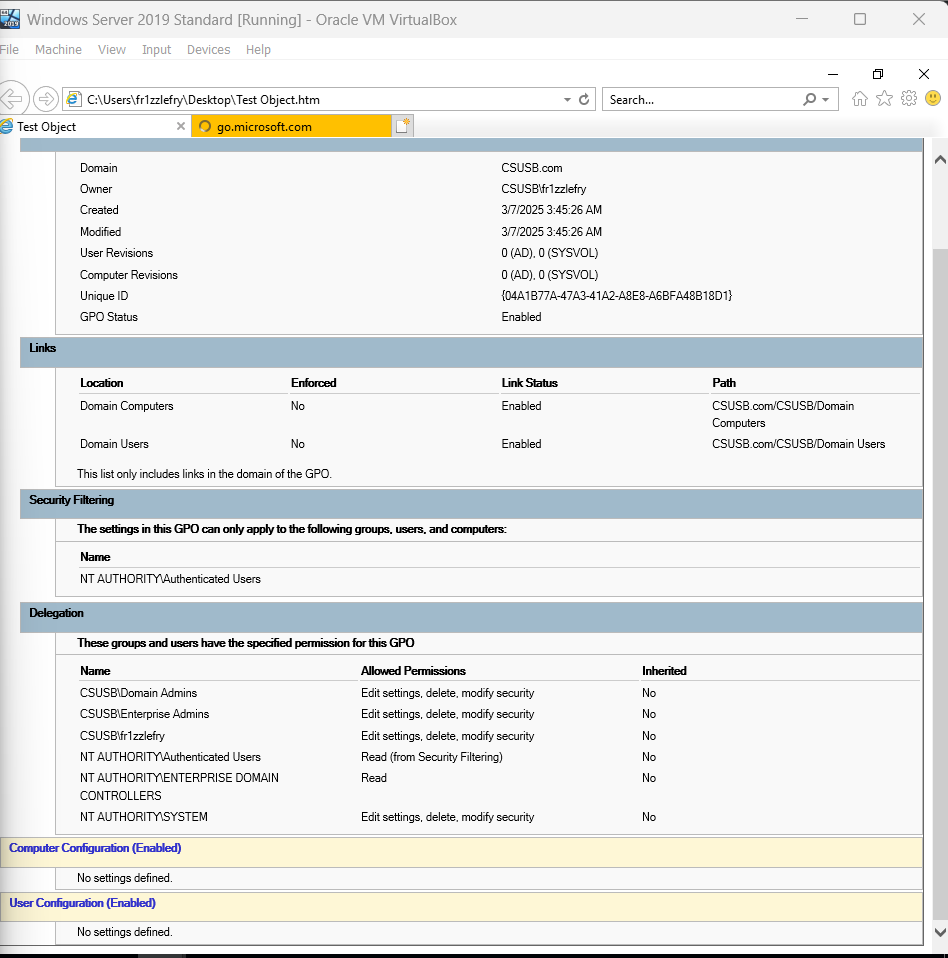 Windows Server 2019 Standard [Running] - Oracle VM VirtualBox
File Machine View Input Devices Help
C:\Users\fr1zzlefry\Desktop\Test Object.htm Search...
Test Object go.microsoft.com
Domain CSUSB.com
Owner CSUSB\fr1zzlefry
Created 3/7/2025 3:45:26 AM
Modified 3/7/2025 3:45:26 AM
User Revisions 0 (AD), 0 (SYSVOL)
Computer Revisions 0 (AD), 0 (SYSVOL)
Unique ID {04A1B77A-47A3-41A2-A8E8-A6BFA48B18D1}
GPO Status Enabled
Links
Location Enforced Link Status Path
Domain Computers No Enabled CSUSB.com/CSUSB/Domain
Computers
Domain Users No Enabled CSUSB.com/CSUSB/Domain Users
This list only includes links in the domain of the GPO.
Security Filtering
The settings in this GPO can only apply to the following groups, users, and computers:
Name
NT AUTHORITY\Authenticated Users
Delegation
These groups and users have the specified permission for this GPO
Name Allowed Permissions Inherited
CSUSB\Domain Admins Edit settings, delete, modify security No
CSUSB\Enterprise Admins Edit settings, delete, modify security No
CSUSB\fr1zzlefry Edit settings, delete, modify security No
NT AUTHORITY\Authenticated Users Read (from Security Filtering) No
NT AUTHORITY\ENTERPRISE DOMAIN Read No
CONTROLLERS
NT AUTHORITY\SYSTEM Edit settings, delete, modify security No
Computer Configuration (Enabled)
No settings defined.
User Configuration (Enabled)
No settings defined.